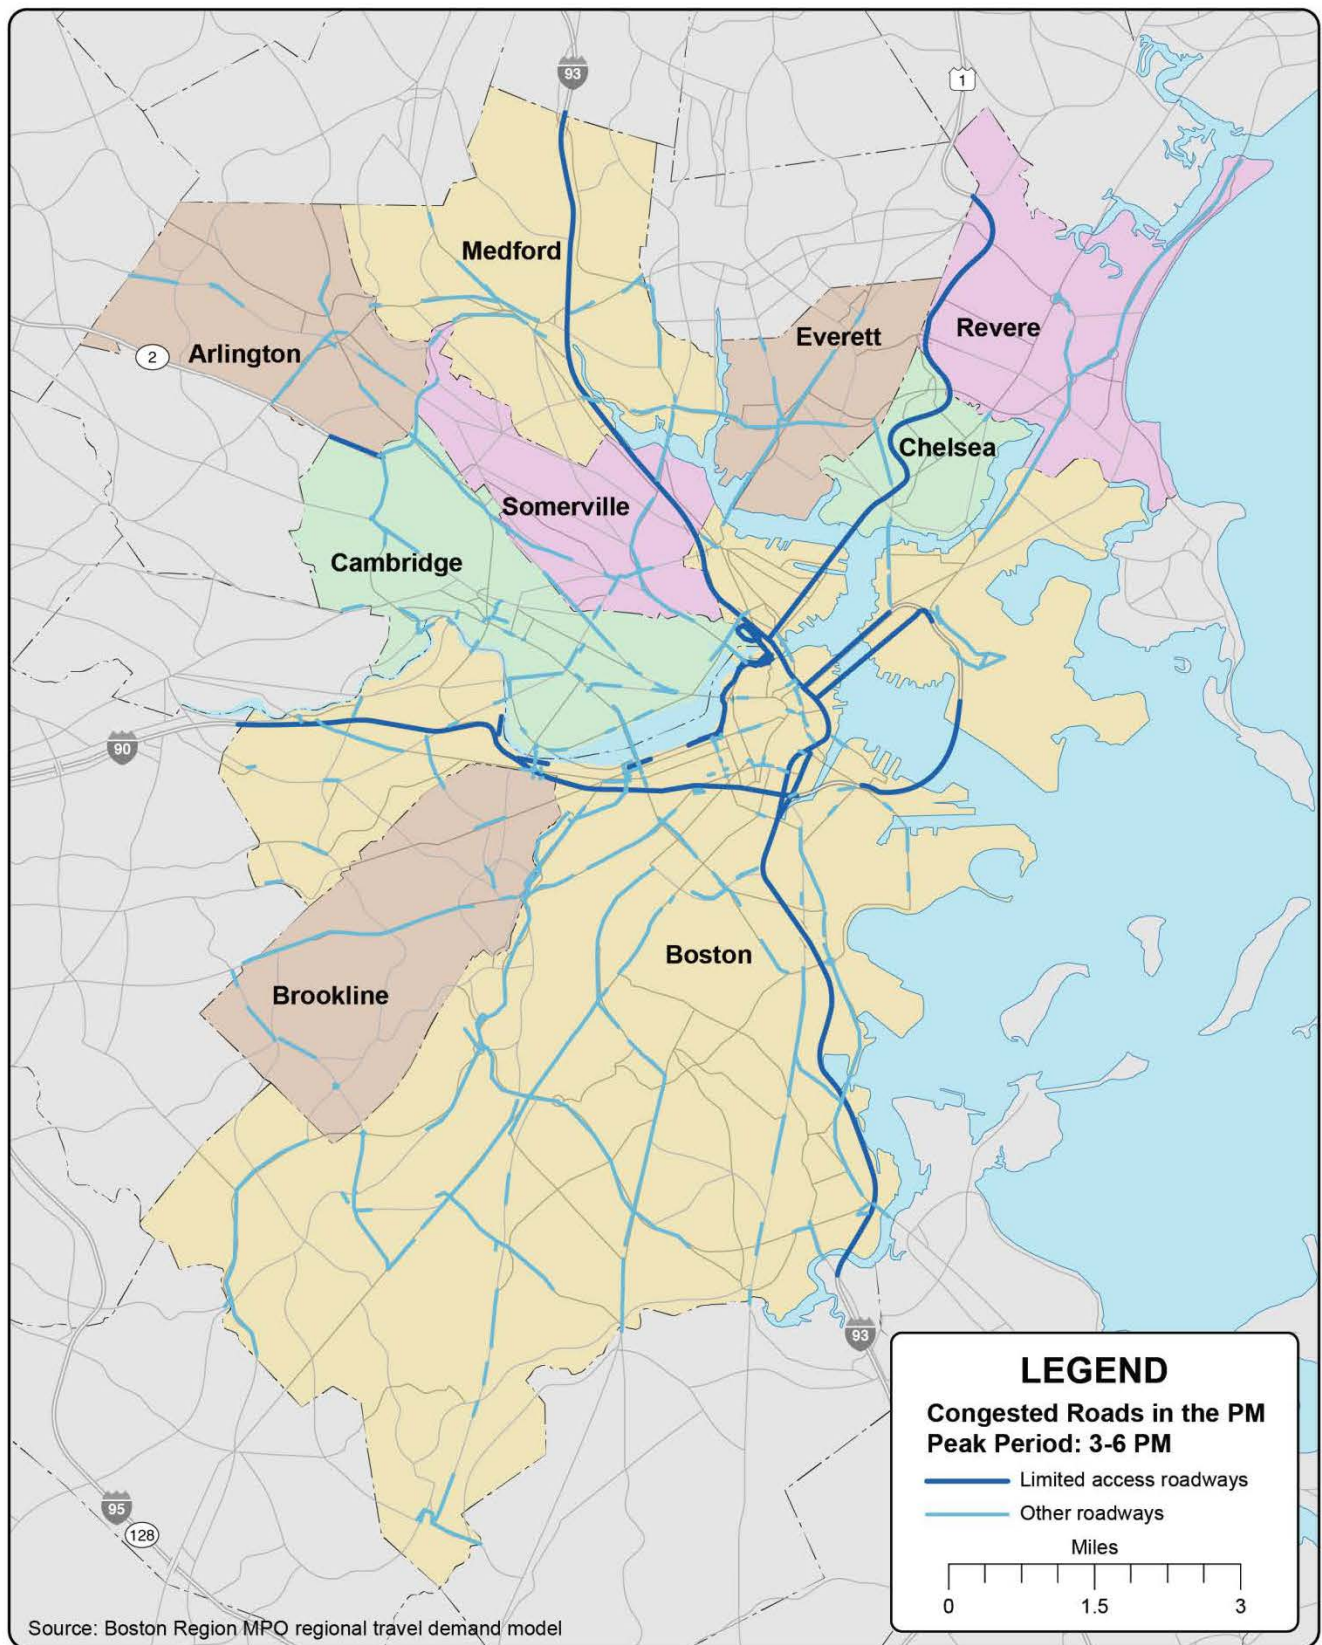 93
1
Medford
Everett
Revere
Arlington
2
Chelsea
Somerville
Cambridge
90
Boston
Brookline
93
95
128
LEGEND
Congested Roads in the PM
Peak Period: 3-6 PM
Limited access roadways
Other roadways
Miles
0 1.5 3
Source: Boston Region MPO regional travel demand model